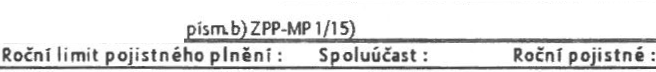 písm.b) ZPP-MP 1/15)
Roční limit pojistného plnění : Spoluúčast : Roční pojistné :